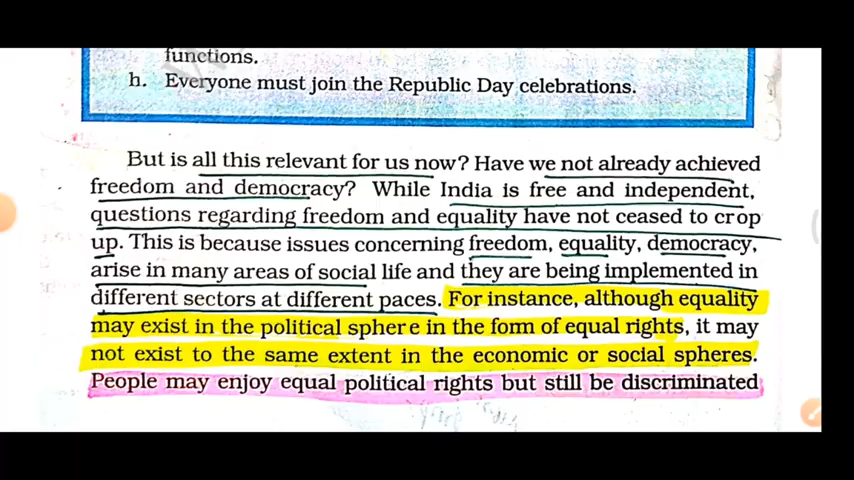 functions.
h. Everyone must join the Republic Day celebrations.
But is all this relevant for us now? Have we not already achieved
freedom and democracy? While India is free and independent,
questions regarding freedom and equality have not ceased to crop
up. This is because issues concerning freedom, equality, democracy,
arise in many areas of social life and they are being implemented in
different sectors at different paces. For instance, although equality
may exist in the political sphere in the form of equal rights, it may
not exist to the same extent in the economic or social spheres.
People may enjoy equal political rights but still be discriminated